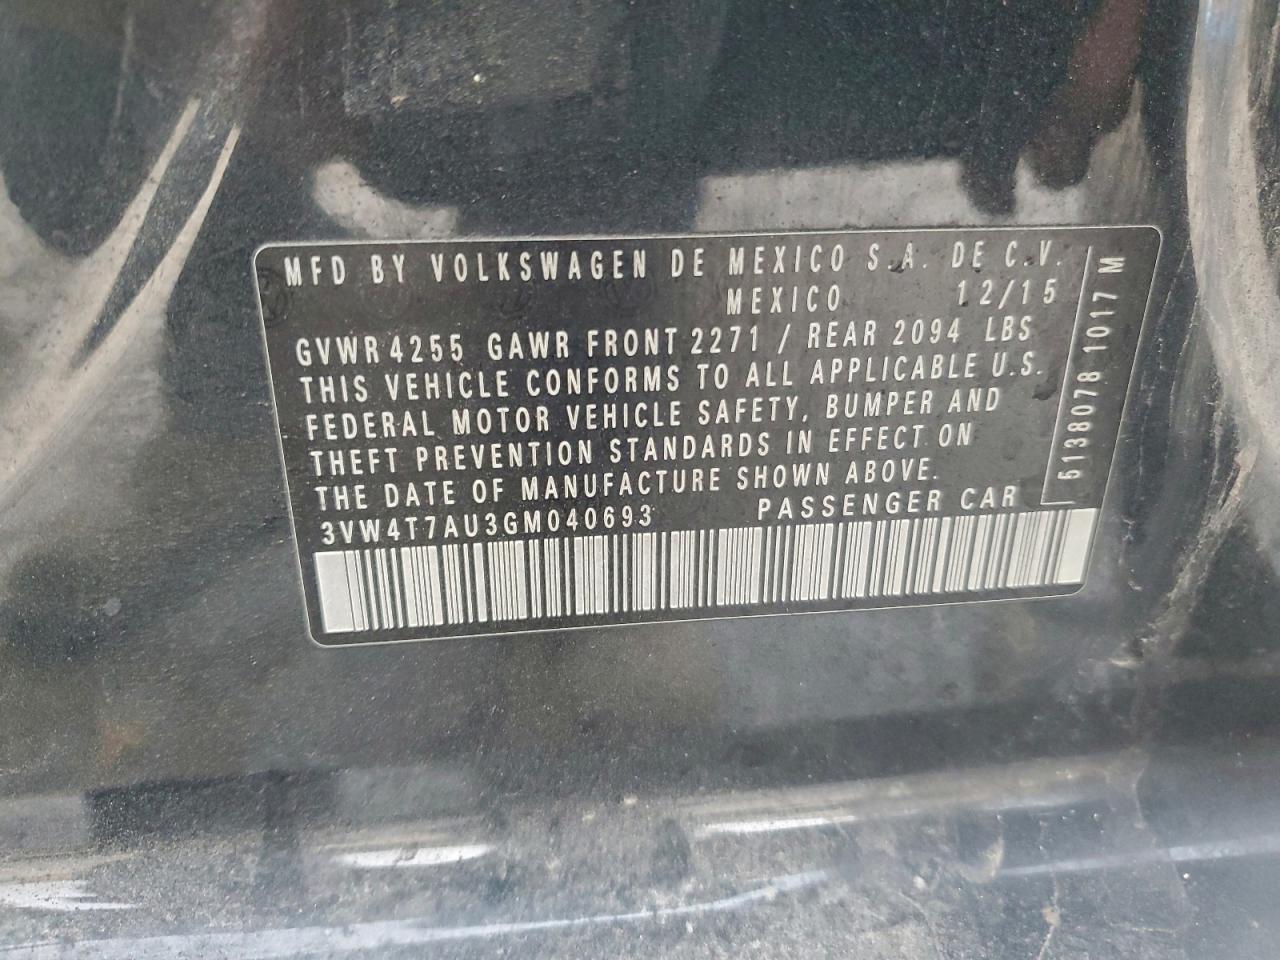 MFD BY VOLKSWAGEN DE MEXICO S.A. DE C.V.
MEXICO 12/15
GVWR 4255 GAWR FRONT 2271 / REAR 2094 LBS
THIS VEHICLE CONFORMS TO ALL APPLICABLE U.S.
FEDERAL MOTOR VEHICLE SAFETY, BUMPER AND
THEFT PREVENTION STANDARDS IN EFFECT ON
THE DATE OF MANUFACTURE SHOWN ABOVE.
3VW4T7AU3GM040693 PASSENGER CAR
5138078 1017 M